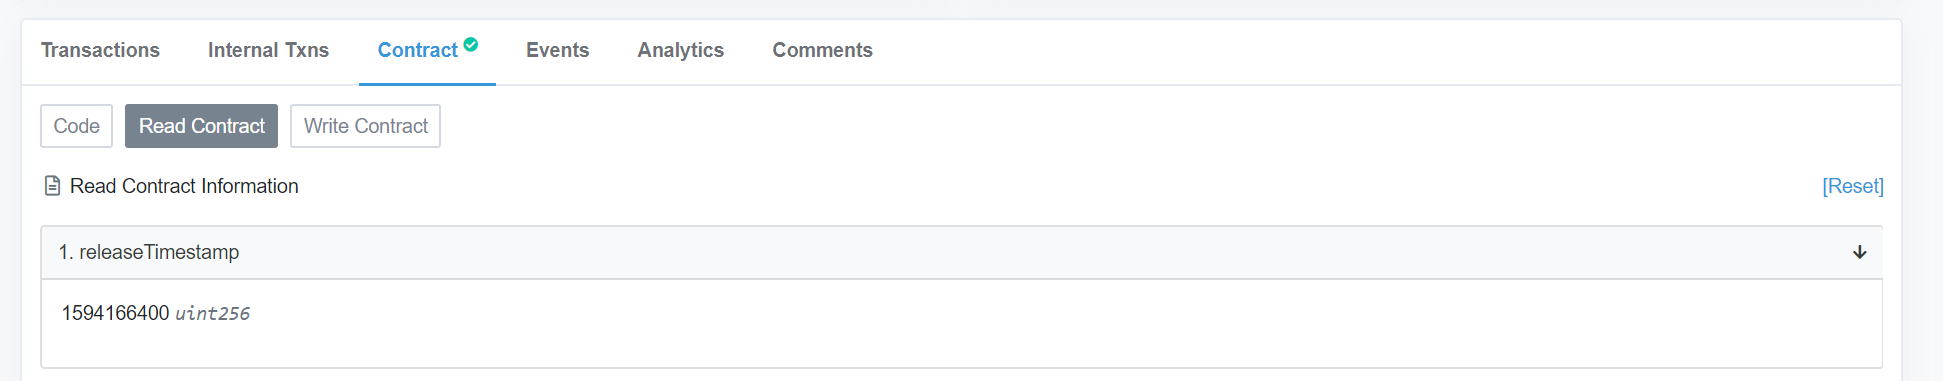 Transactions Internal Txns Contract Events Analytics Comments
Code Read Contract Write Contract
Read Contract Information [Reset]
1. releaseTimestamp
1594166400 uint256